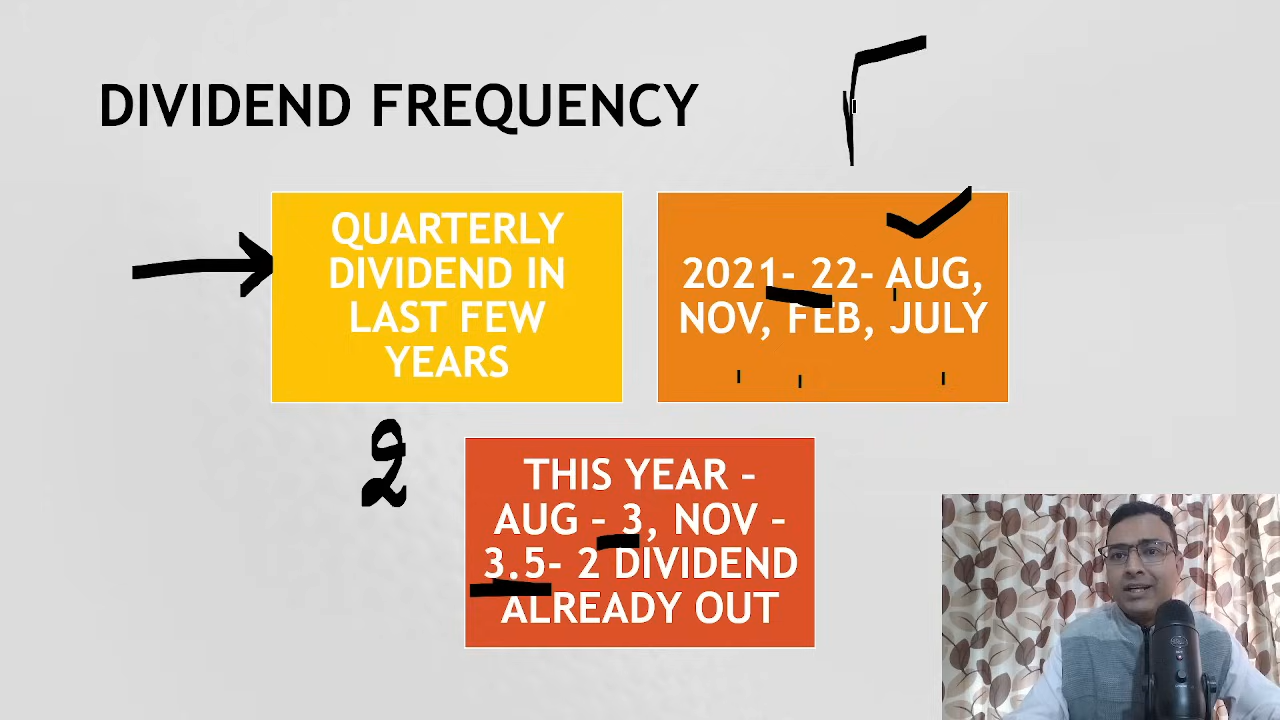 DIVIDEND FREQUENCY
QUARTERLY
DIVIDEND IN
LAST FEW
YEARS
2021- 22- AUG,
NOV, FEB, JULY
2
THIS YEAR –
AUG – 3, NOV –
3.5- 2 DIVIDEND
ALREADY OUT